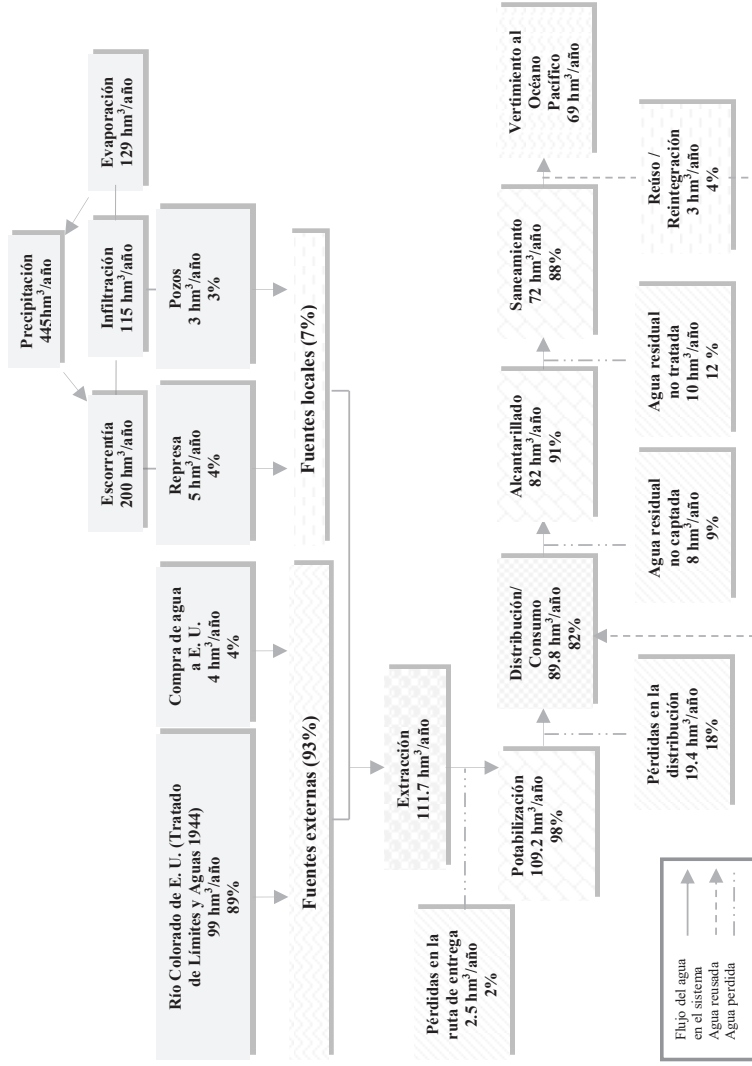 Precipitación
445hm³/año
Escorrentía
200 hm³/año
Infiltración
115 hm³/año
Evaporación
129 hm³/año
Río Colorado de E. U. (Tratado
de Límites y Aguas 1944)
99 hm³/año
89%
Compra de agua
a E. U.
4 hm³/año
4%
Represa
5 hm³/año
4%
Pozos
3 hm³/año
3%
Fuentes externas (93%)
Fuentes locales (7%)
Extracción
111.7 hm³/año
Pérdidas en la
ruta de entrega
2.5 hm³/año
2%
Potabilización
109.2 hm³/año
98%
Distribución/
Consumo
89.8 hm³/año
82%
Alcantarillado
82 hm³/año
91%
Saneamiento
72 hm³/año
88%
Vertimiento al
Océano
Pacífico
69 hm³/año
Pérdidas en la
distribución
19.4 hm³/año
18%
Agua residual
no captada
8 hm³/año
9%
Agua residual
no tratada
10 hm³/año
12 %
Reúso /
Reintegración
3 hm³/año
4%
Flujo del agua
en el sistema
Agua reusada
Agua perdida